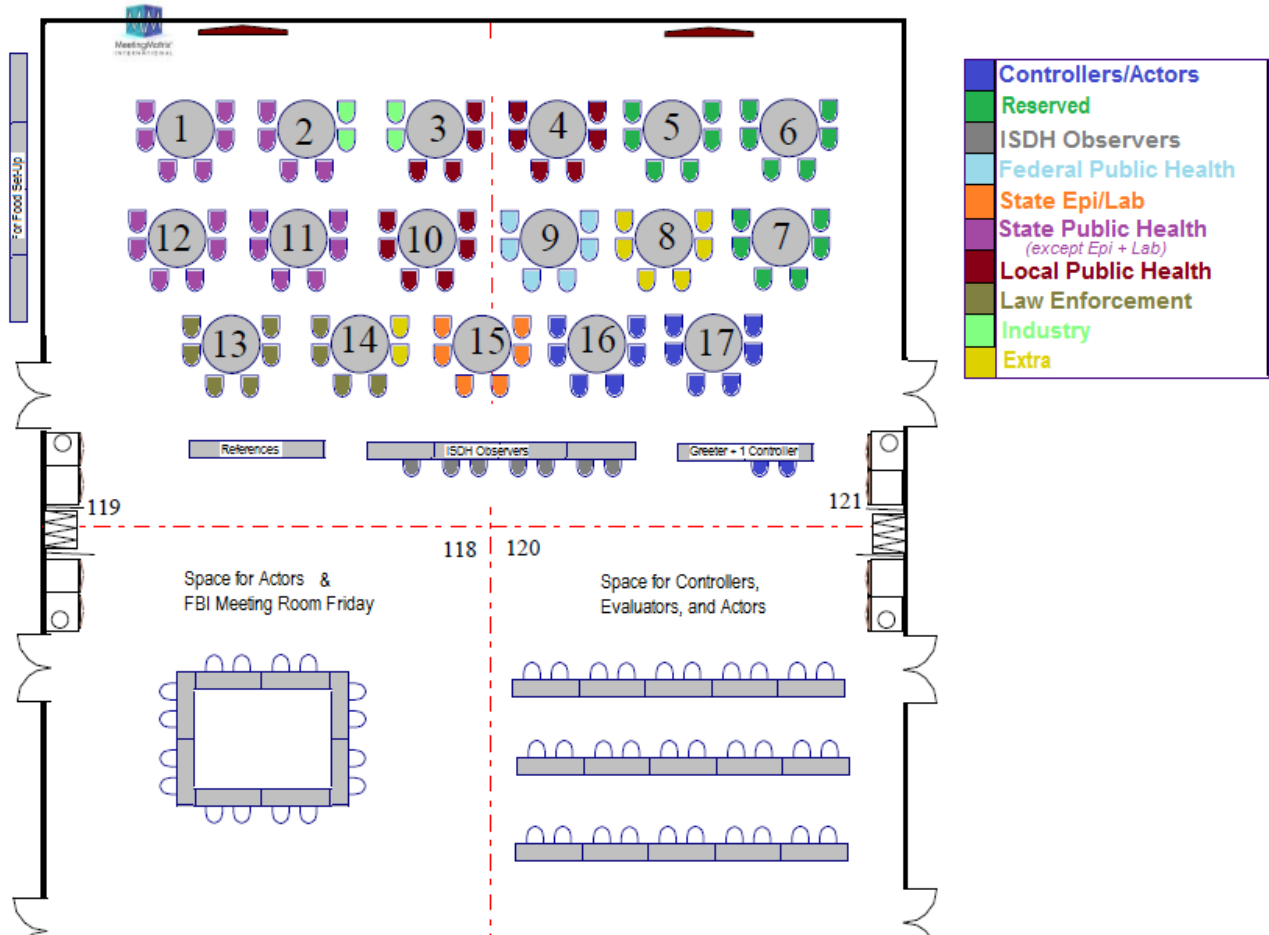 MeetingMatrix
INTERNATIONAL
Controllers/Actors
Reserved
ISDH Observers
Federal Public Health
State Epi/Lab
State Public Health
(except Epi + Lab)
Local Public Health
Law Enforcement
Industry
Extra
For Food Set-Up
1 2 3 4 5 6
12 11 10 9 8 7
13 14 15 16 17
References
ISDH Observers
Greeter + 1 Controller
119
121
118
120
Space for Actors &
FBI Meeting Room Friday
Space for Controllers,
Evaluators, and Actors